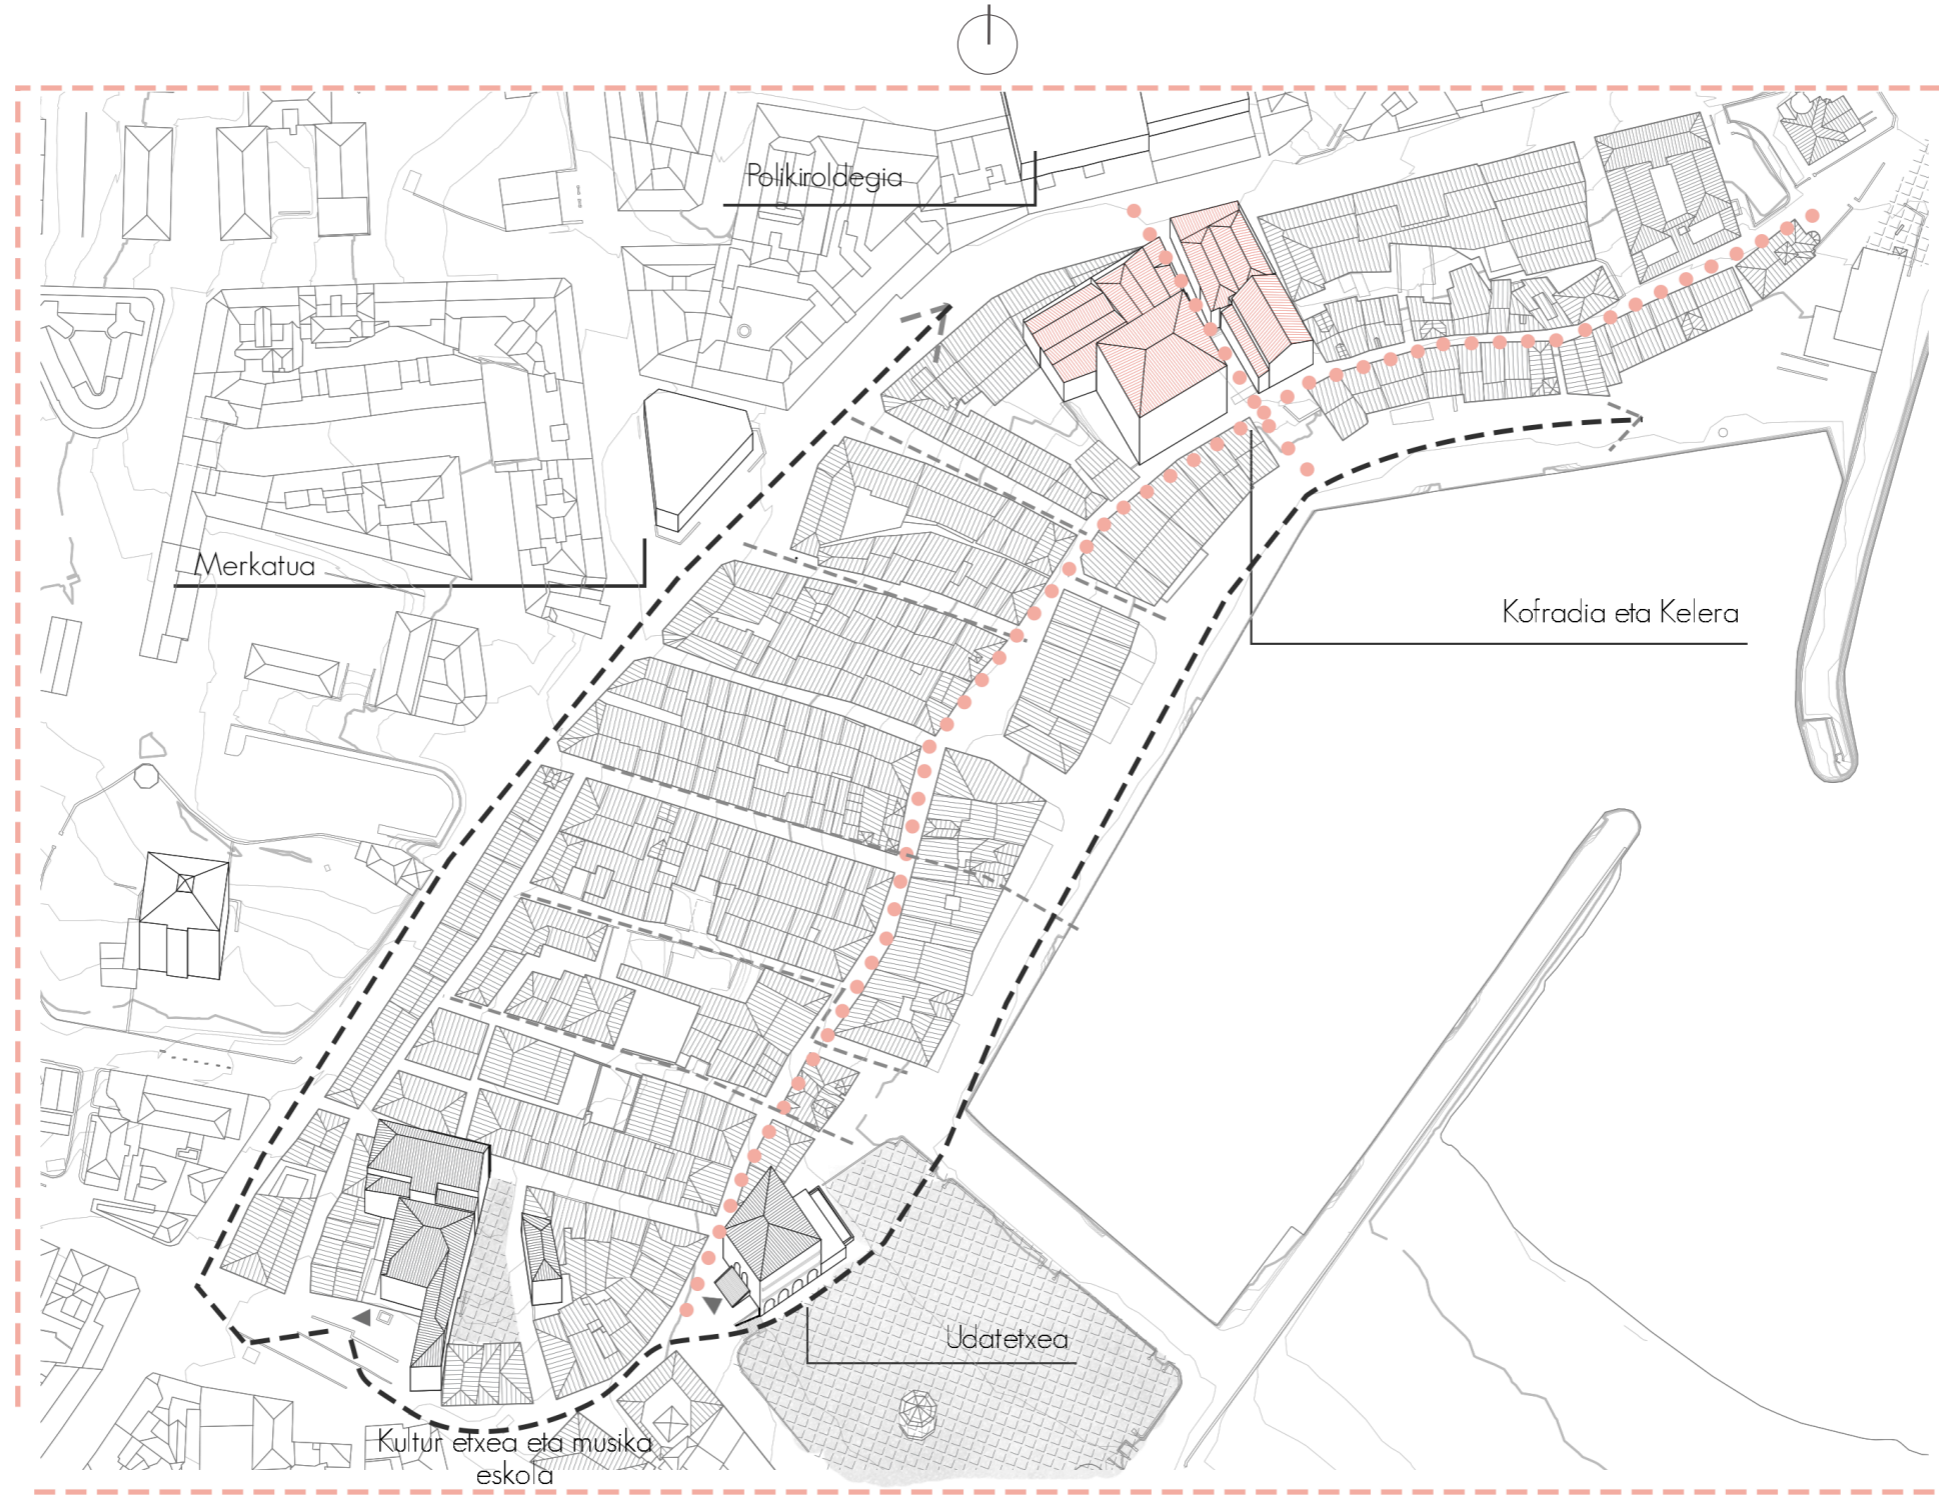 Polikiroldegia
Merkatua
Kofradia eta Kelera
Udatetxea
Kultur etxea eta musika
eskola